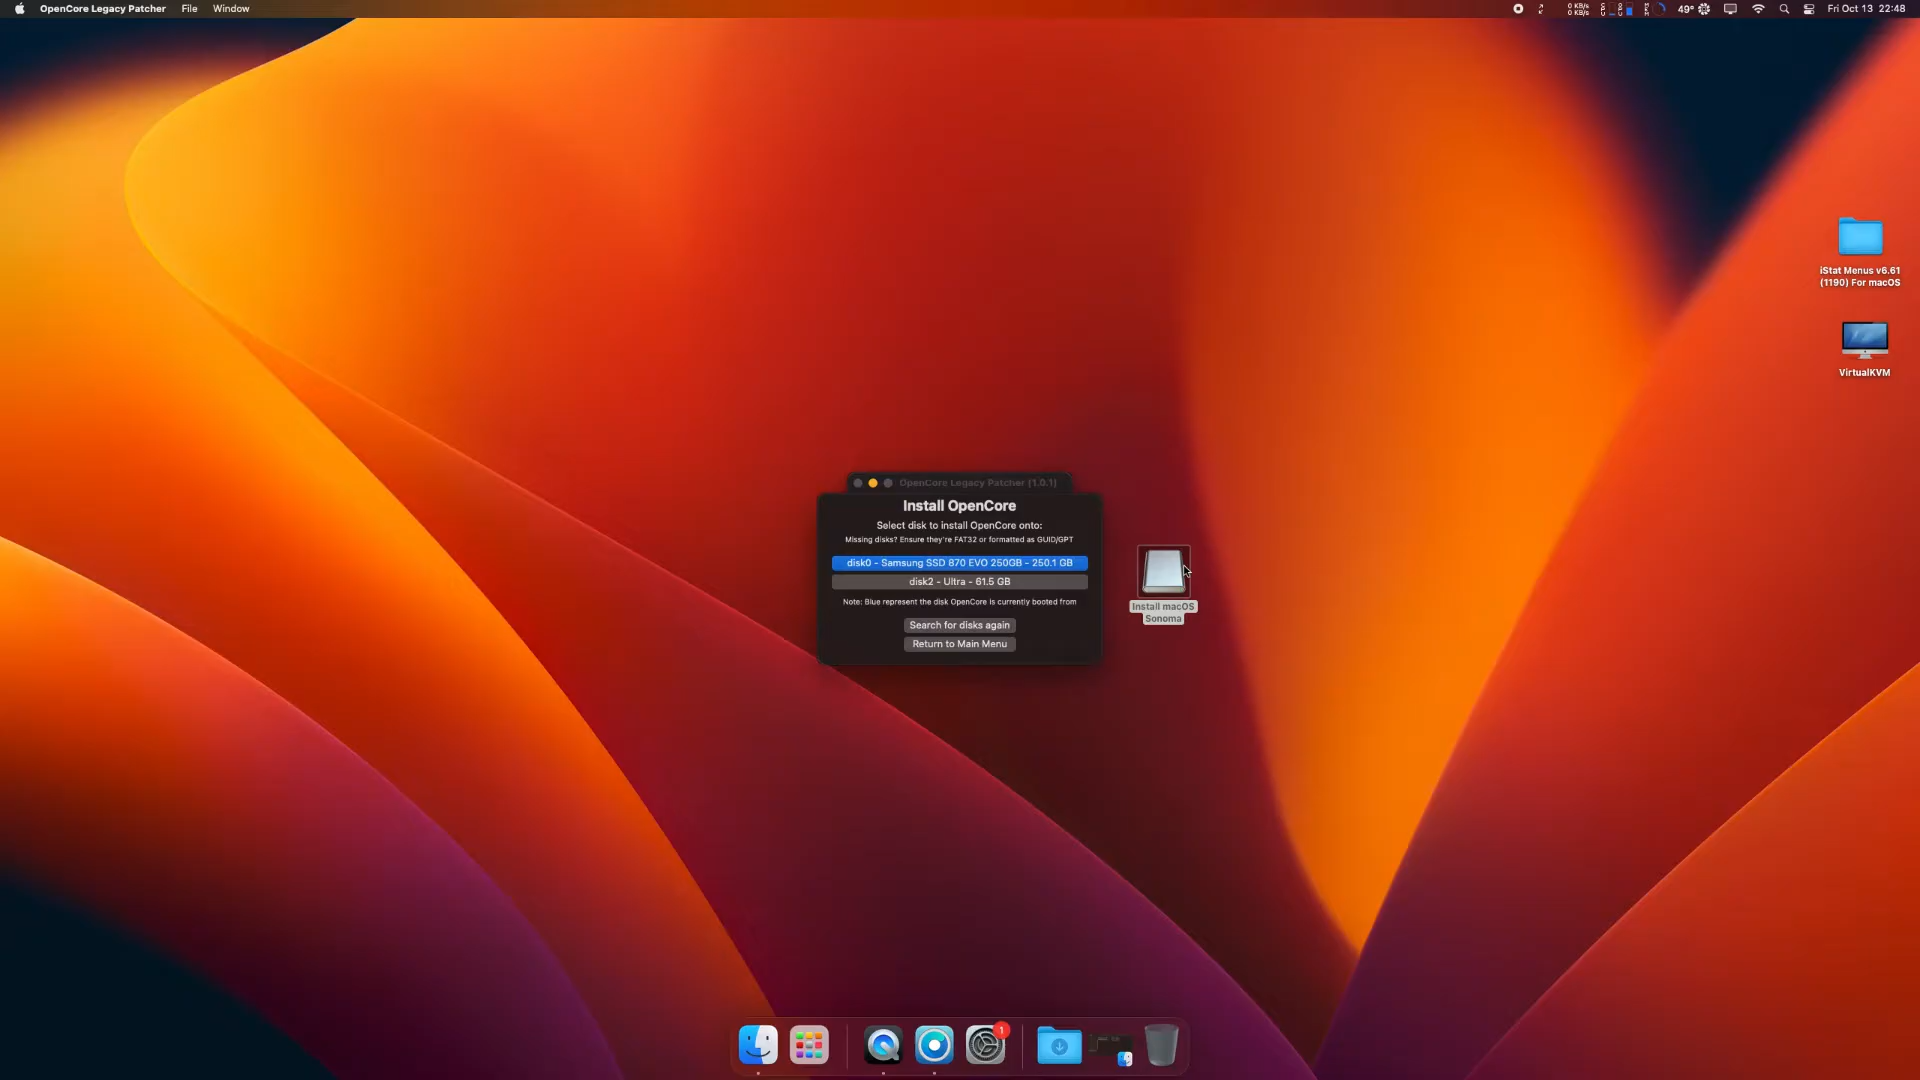 OpenCore Legacy Patcher File Window
0 KB/s
0 KB/s
49° Fri Oct 13 22:48
iStat Menus v6.61
(1190) For macOS
VirtualKVM
OpenCore Legacy Patcher (1.0.1)
Install OpenCore
Select disk to install OpenCore onto:
Missing disks? Ensure they're FAT32 or formatted as GUID/GPT
disk0 - Samsung SSD 870 EVO 250GB - 250.1 GB
disk2 - Ultra - 61.5 GB
Note: Blue represent the disk OpenCore is currently booted from
Search for disks again
Return to Main Menu
Install macOS
Sonoma
1